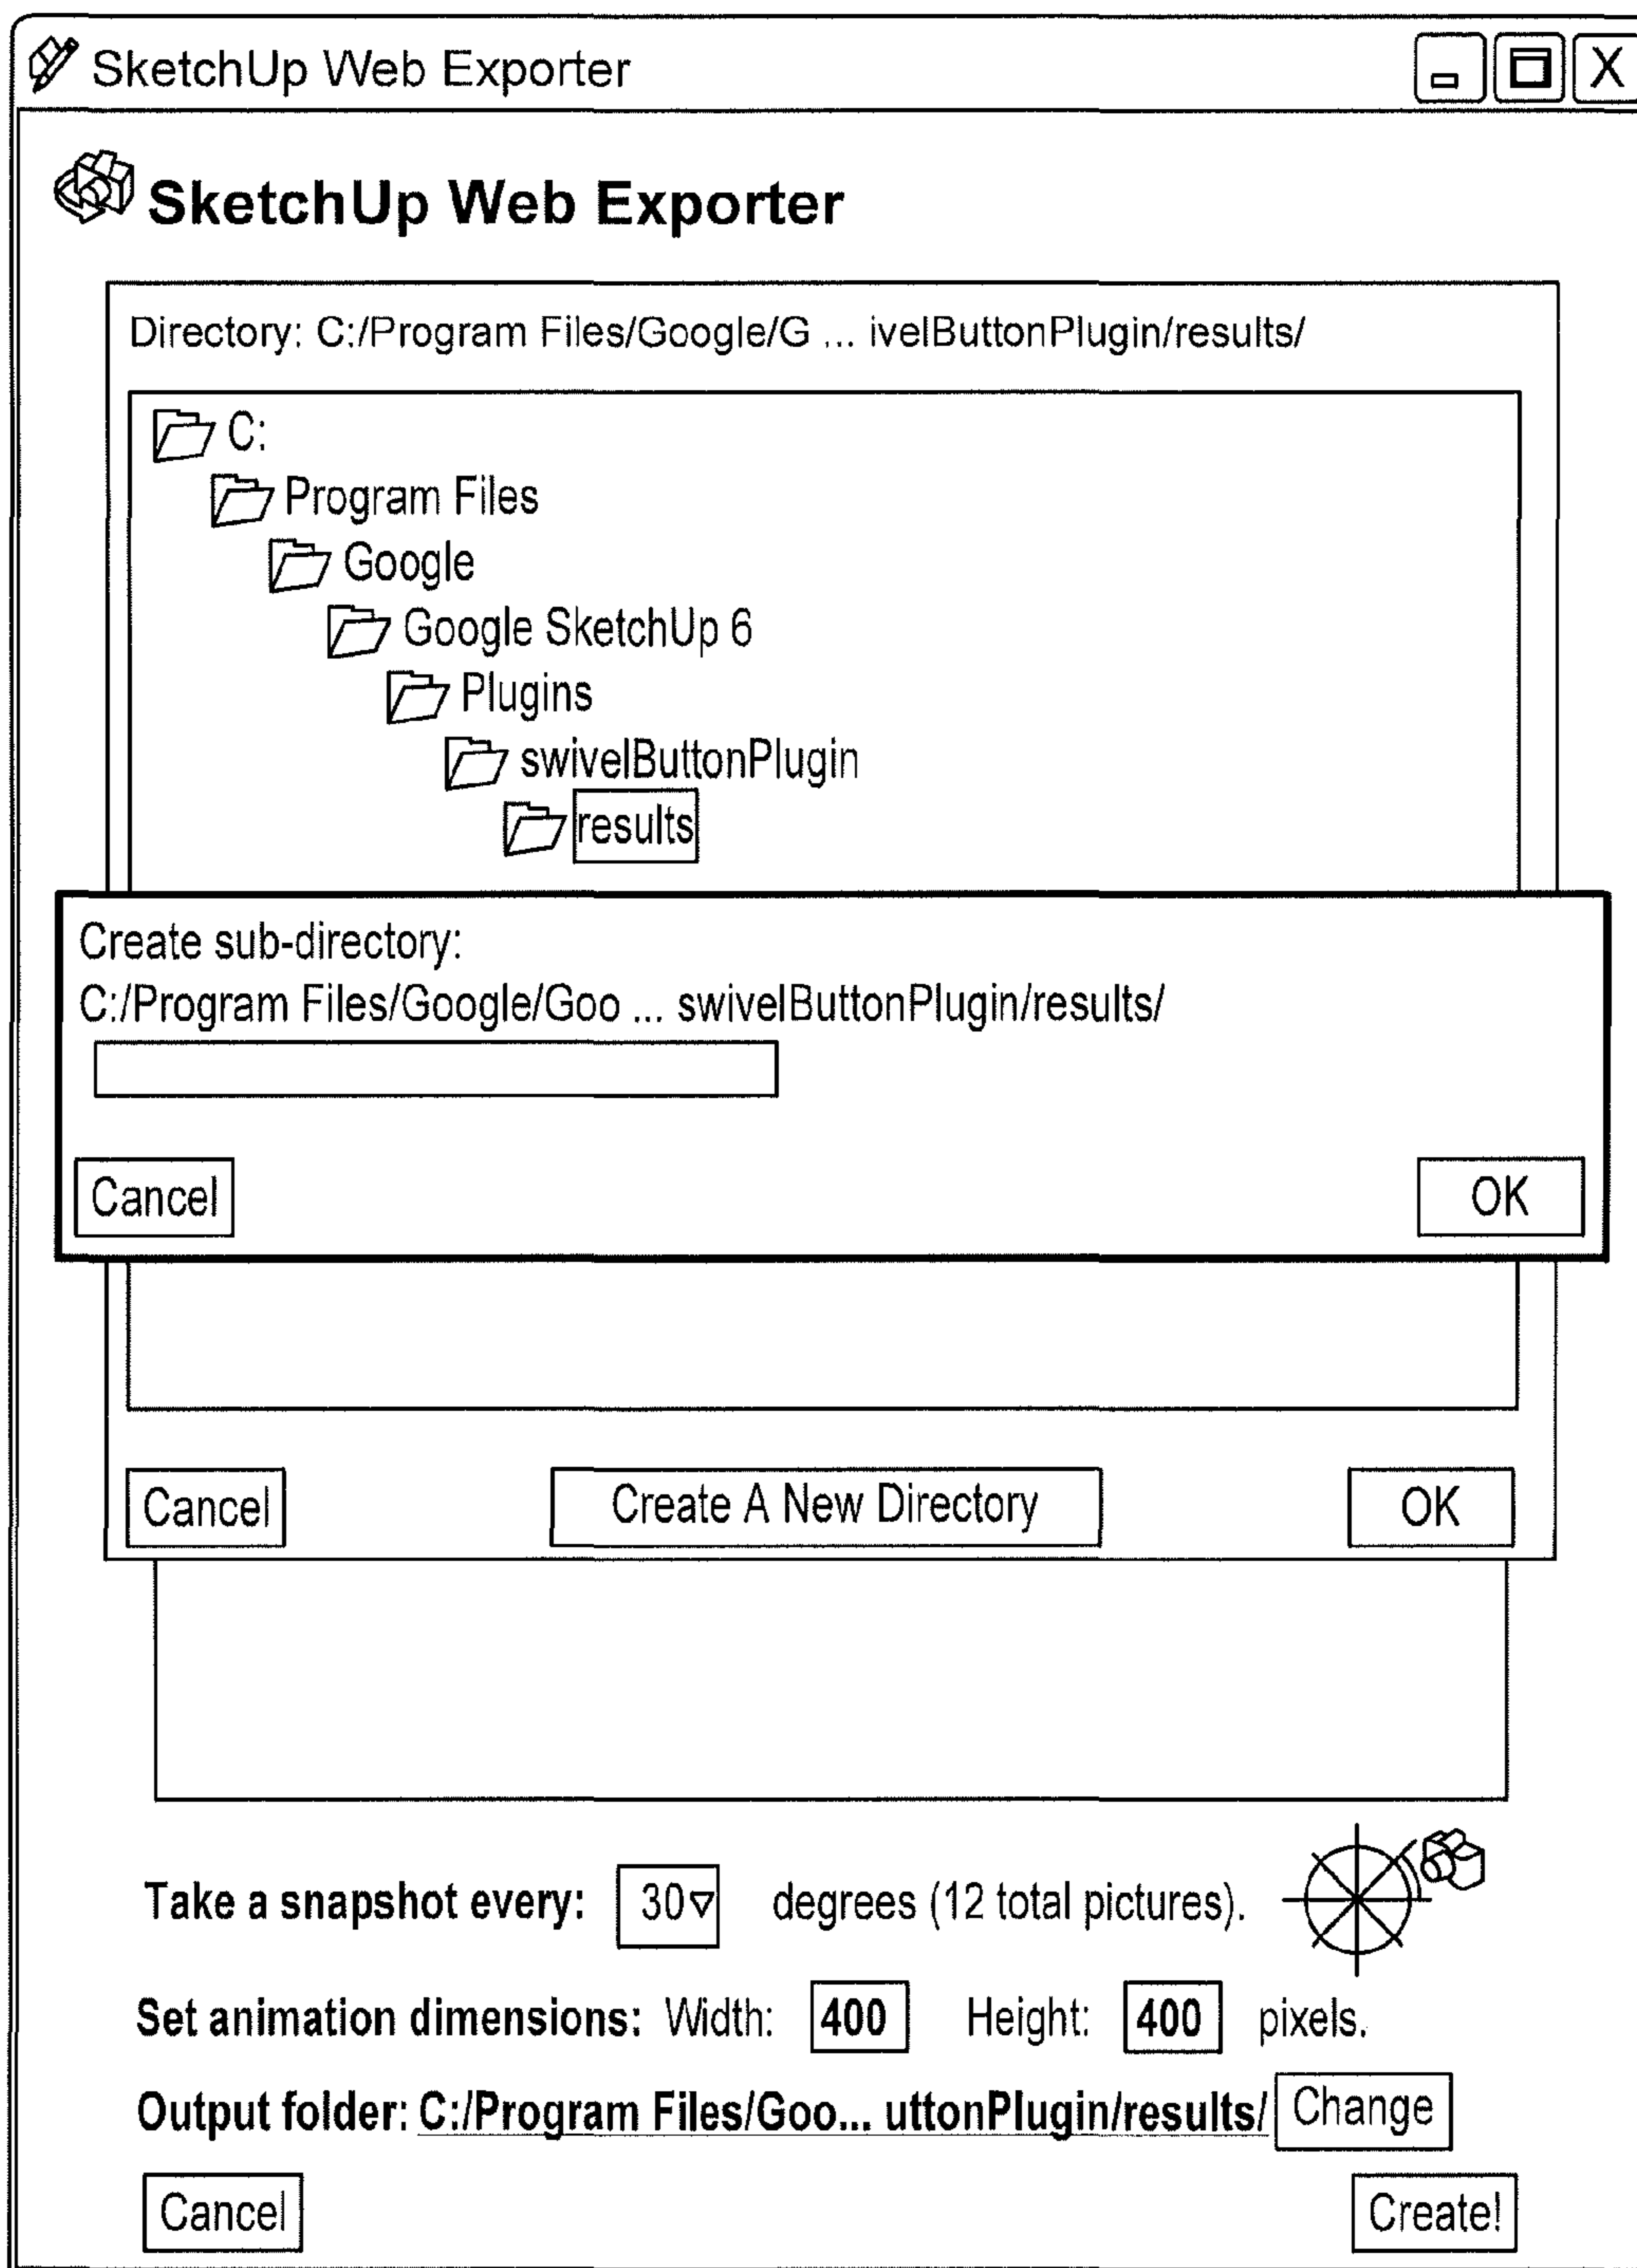 SketchUp Web Exporter X
SketchUp Web Exporter
Directory: C:/Program Files/Google/G ... ivelButtonPlugin/results/
C:
Program Files
Google
Google SketchUp 6
Plugins
swivelButtonPlugin
results
Create sub-directory:
C:/Program Files/Google/Goo ... swivelButtonPlugin/results/
Cancel OK
Cancel Create A New Directory OK
Take a snapshot every: 30 degrees (12 total pictures).
Set animation dimensions: Width: 400 Height: 400 pixels.
Output folder: C:/Program Files/Goo... uttonPlugin/results/ Change
Cancel Create!